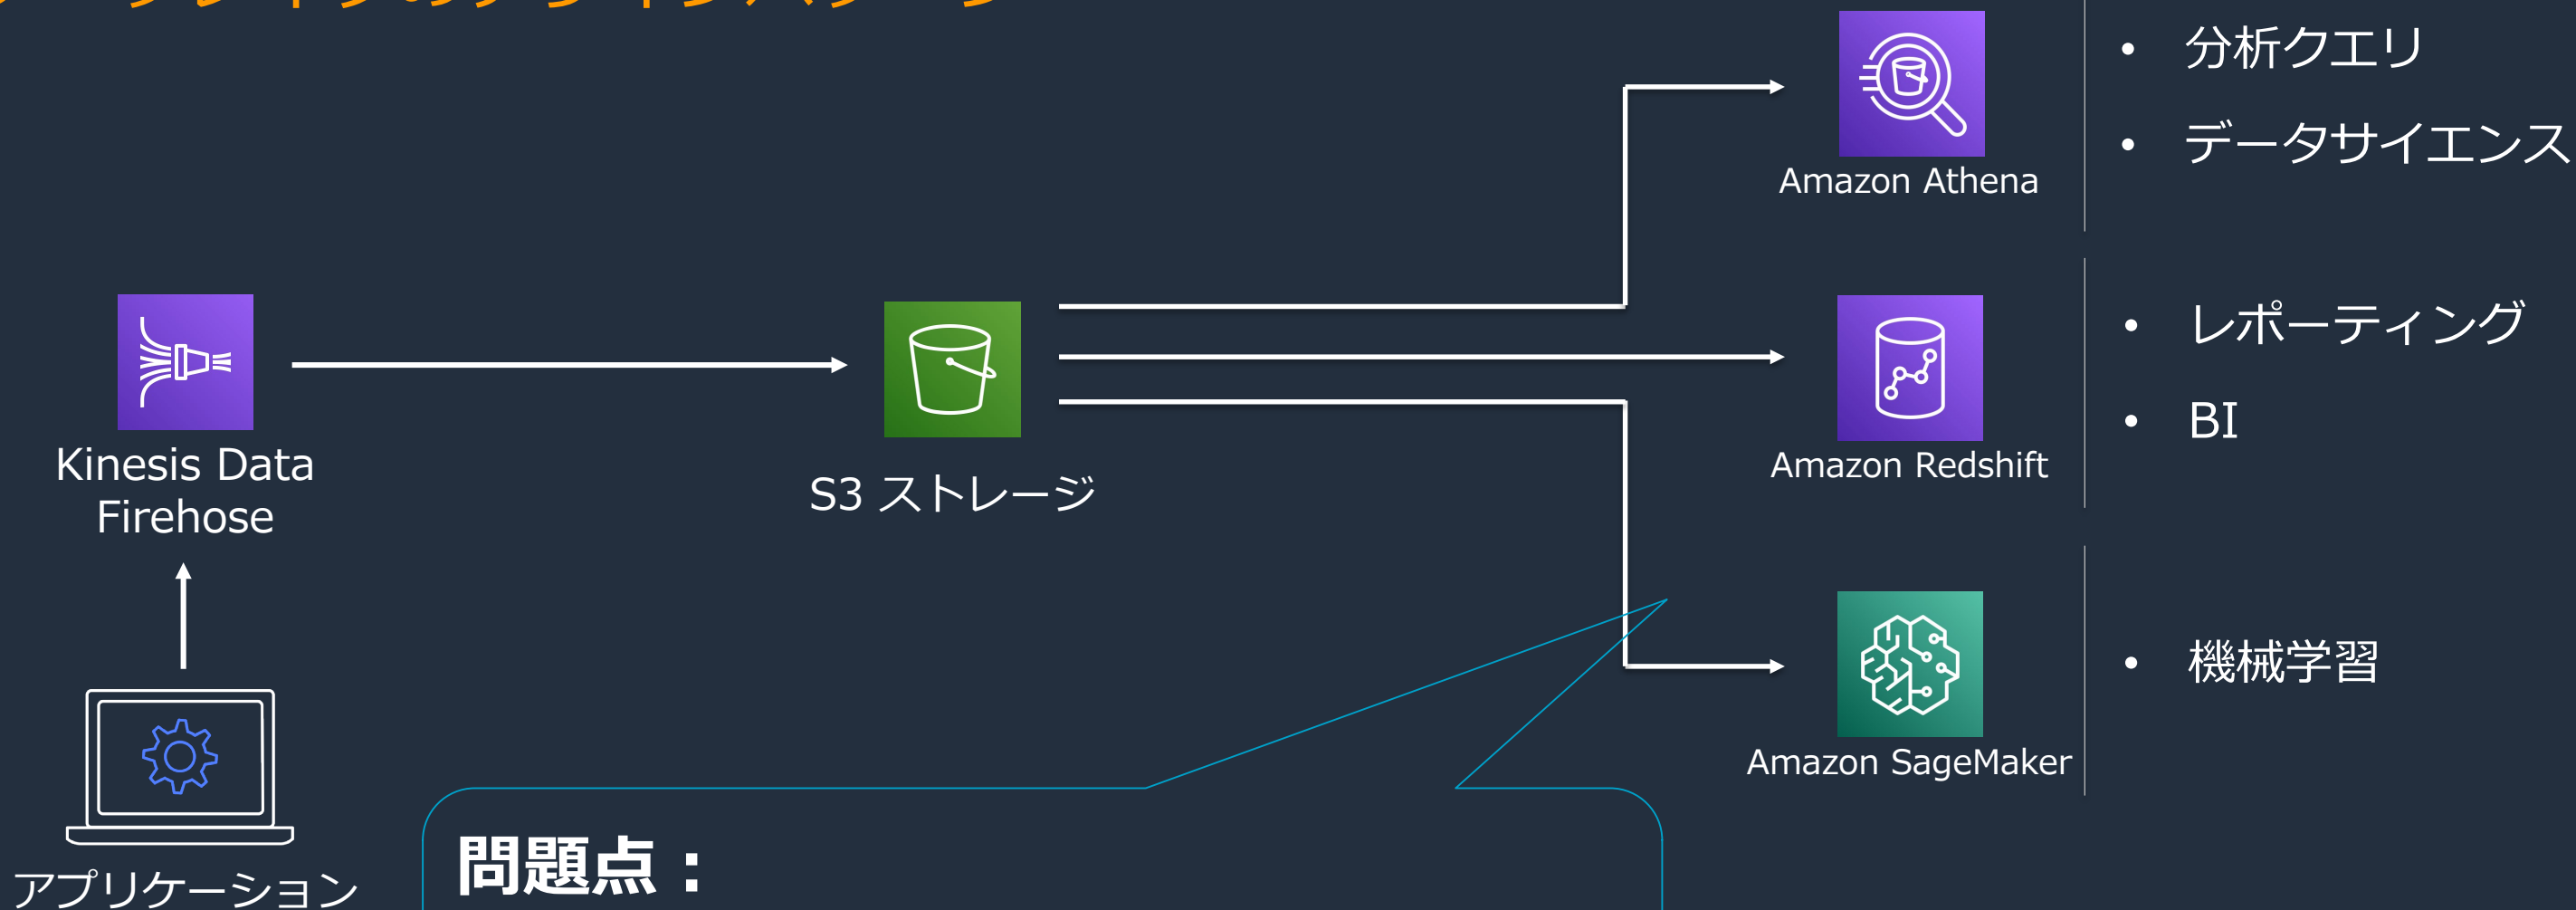 Amazon Athena
• 分析クエリ
• データサイエンス
Kinesis Data
Firehose
S3 ストレージ
Amazon Redshift
• レポーティング
• BI
Amazon SageMaker
• 機械学習
アプリケーション
問題点：